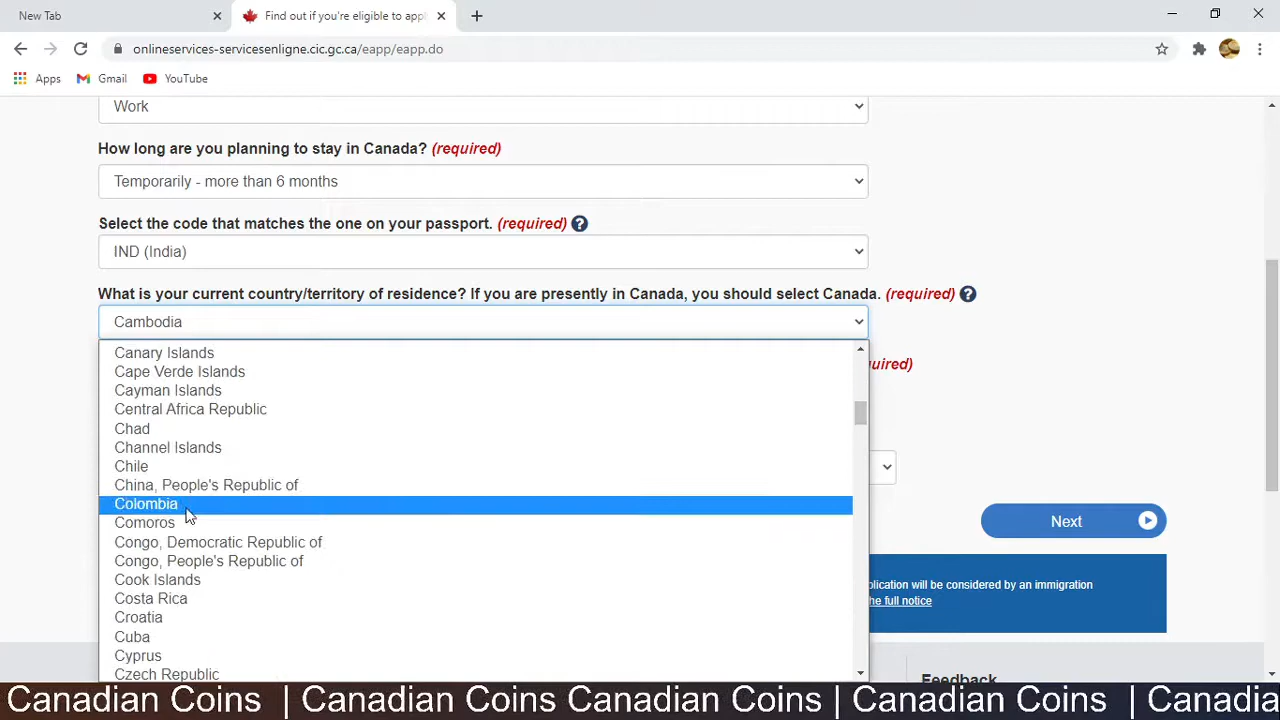 New Tab
Find out if you're eligible to appl
onlineservices-servicesenligne.cic.gc.ca/eapp/eapp.do
Apps Gmail YouTube
Work
How long are you planning to stay in Canada? (required)
Temporarily - more than 6 months
Select the code that matches the one on your passport. (required) ?
IND (India)
What is your current country/territory of residence? If you are presently in Canada, you should select Canada. (required) ?
Cambodia
Canary Islands
Cape Verde Islands
uired)
Cayman Islands
Central Africa Republic
Chad
Channel Islands
Chile
China, People's Republic of
Colombia
Comoros
Next
Congo, Democratic Republic of
Congo, People's Republic of
Cook Islands
plication will be considered by an immigration
he full notice
Costa Rica
Croatia
Cuba
Cyprus
Czech Republic
Feedback
Canadian Coins | Canadian Coins Canadian Coins | Canadian Coins | Canadia